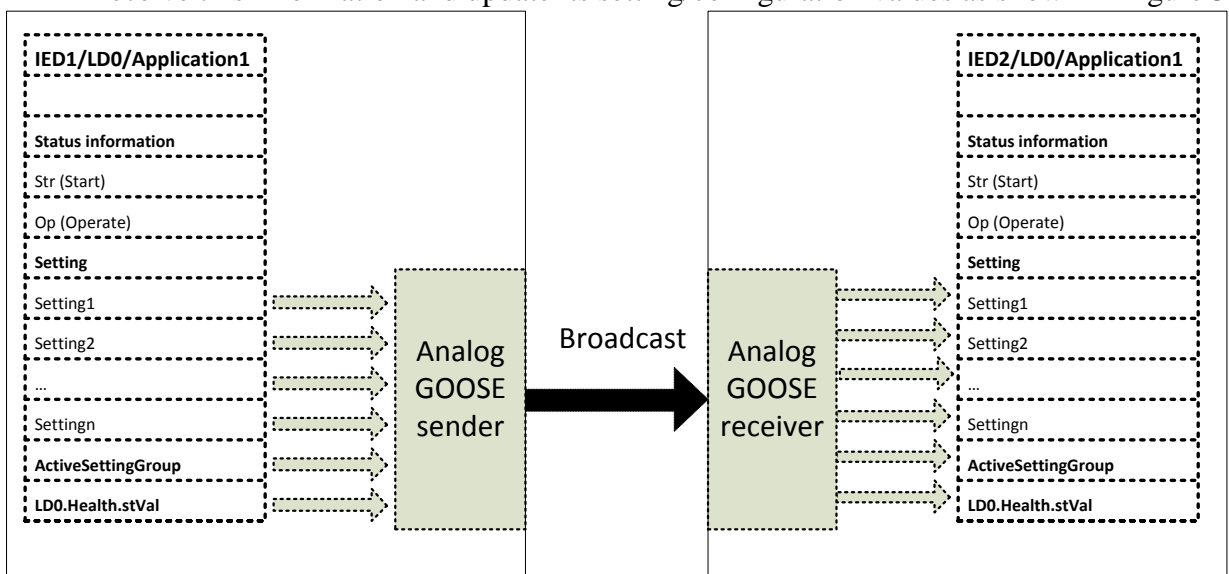 IED1/LD0/Application1
Status information
Str (Start)
Op (Operate)
Setting
Setting1
Setting2
...
Settingn
ActiveSettingGroup
LD0.Health.stVal
Analog
GOOSE
sender
Broadcast
Analog
GOOSE
receiver
IED2/LD0/Application1
Status information
Str (Start)
Op (Operate)
Setting
Setting1
Setting2
...
Settingn
ActiveSettingGroup
LD0.Health.stVal